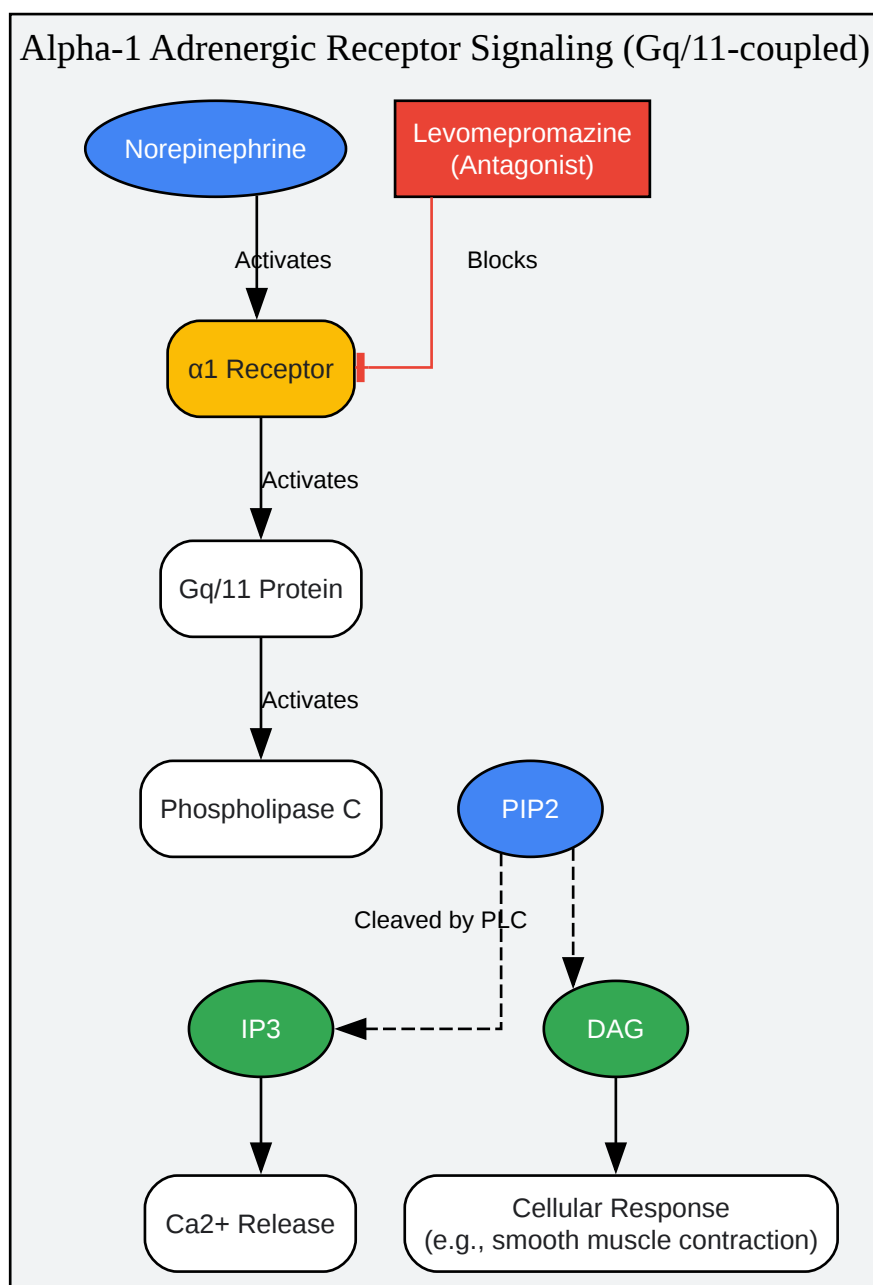 Alpha-1 Adrenergic Receptor Signaling (Gq/11-coupled)
Norepinephrine
Levomepromazine
(Antagonist)
Activates
Blocks
α1 Receptor
Activates
Gq/11 Protein
Activates
Phospholipase C
PIP2
Cleaved by PLC
IP3
DAG
Ca2+ Release
Cellular Response
(e.g., smooth muscle contraction)